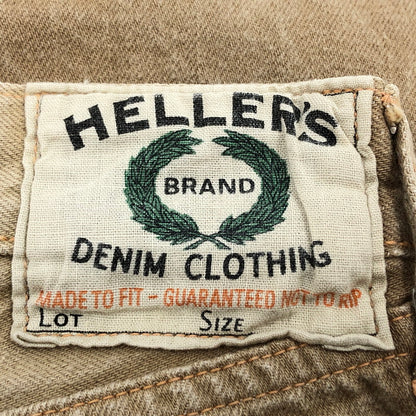 HELLER'S
BRAND
DENIM CLOTHING
MADE TO FIT - GUARANTEED NOT TO RIP
LOT SIZE